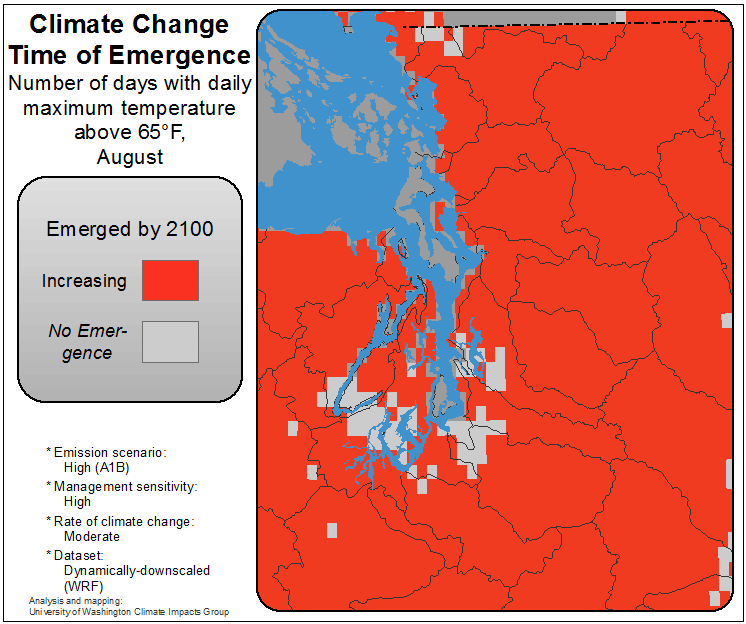 Climate Change
Time of Emergence
Number of days with daily
maximum temperature
above 65°F,
August
Emerged by 2100
Increasing
No Emer-
gence
* Emission scenario:
High (A1B)
* Management sensitivity:
High
* Rate of climate change:
Moderate
* Dataset:
Dynamically-downscaled
(WRF)
Analysis and mapping:
University of Washington Climate Impacts Group